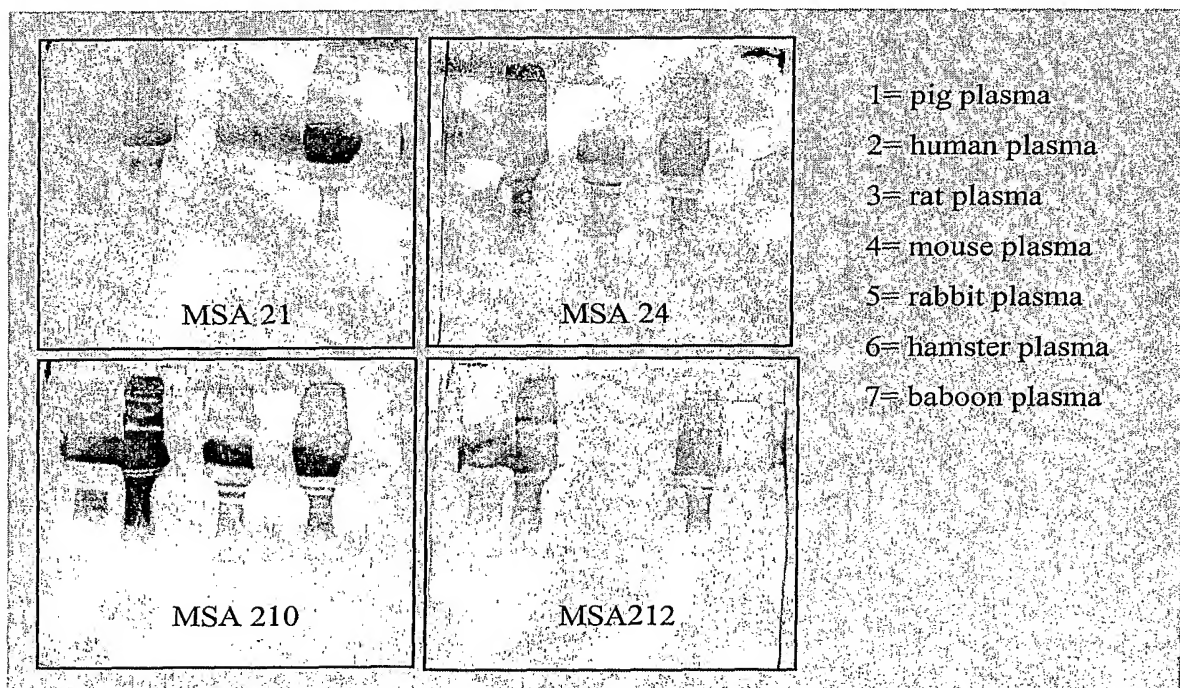 MSA 21
MSA 24
MSA 210
MSA212
1= pig plasma
2= human plasma
3= rat plasma
4= mouse plasma
5= rabbit plasma
6= hamster plasma
7= baboon plasma